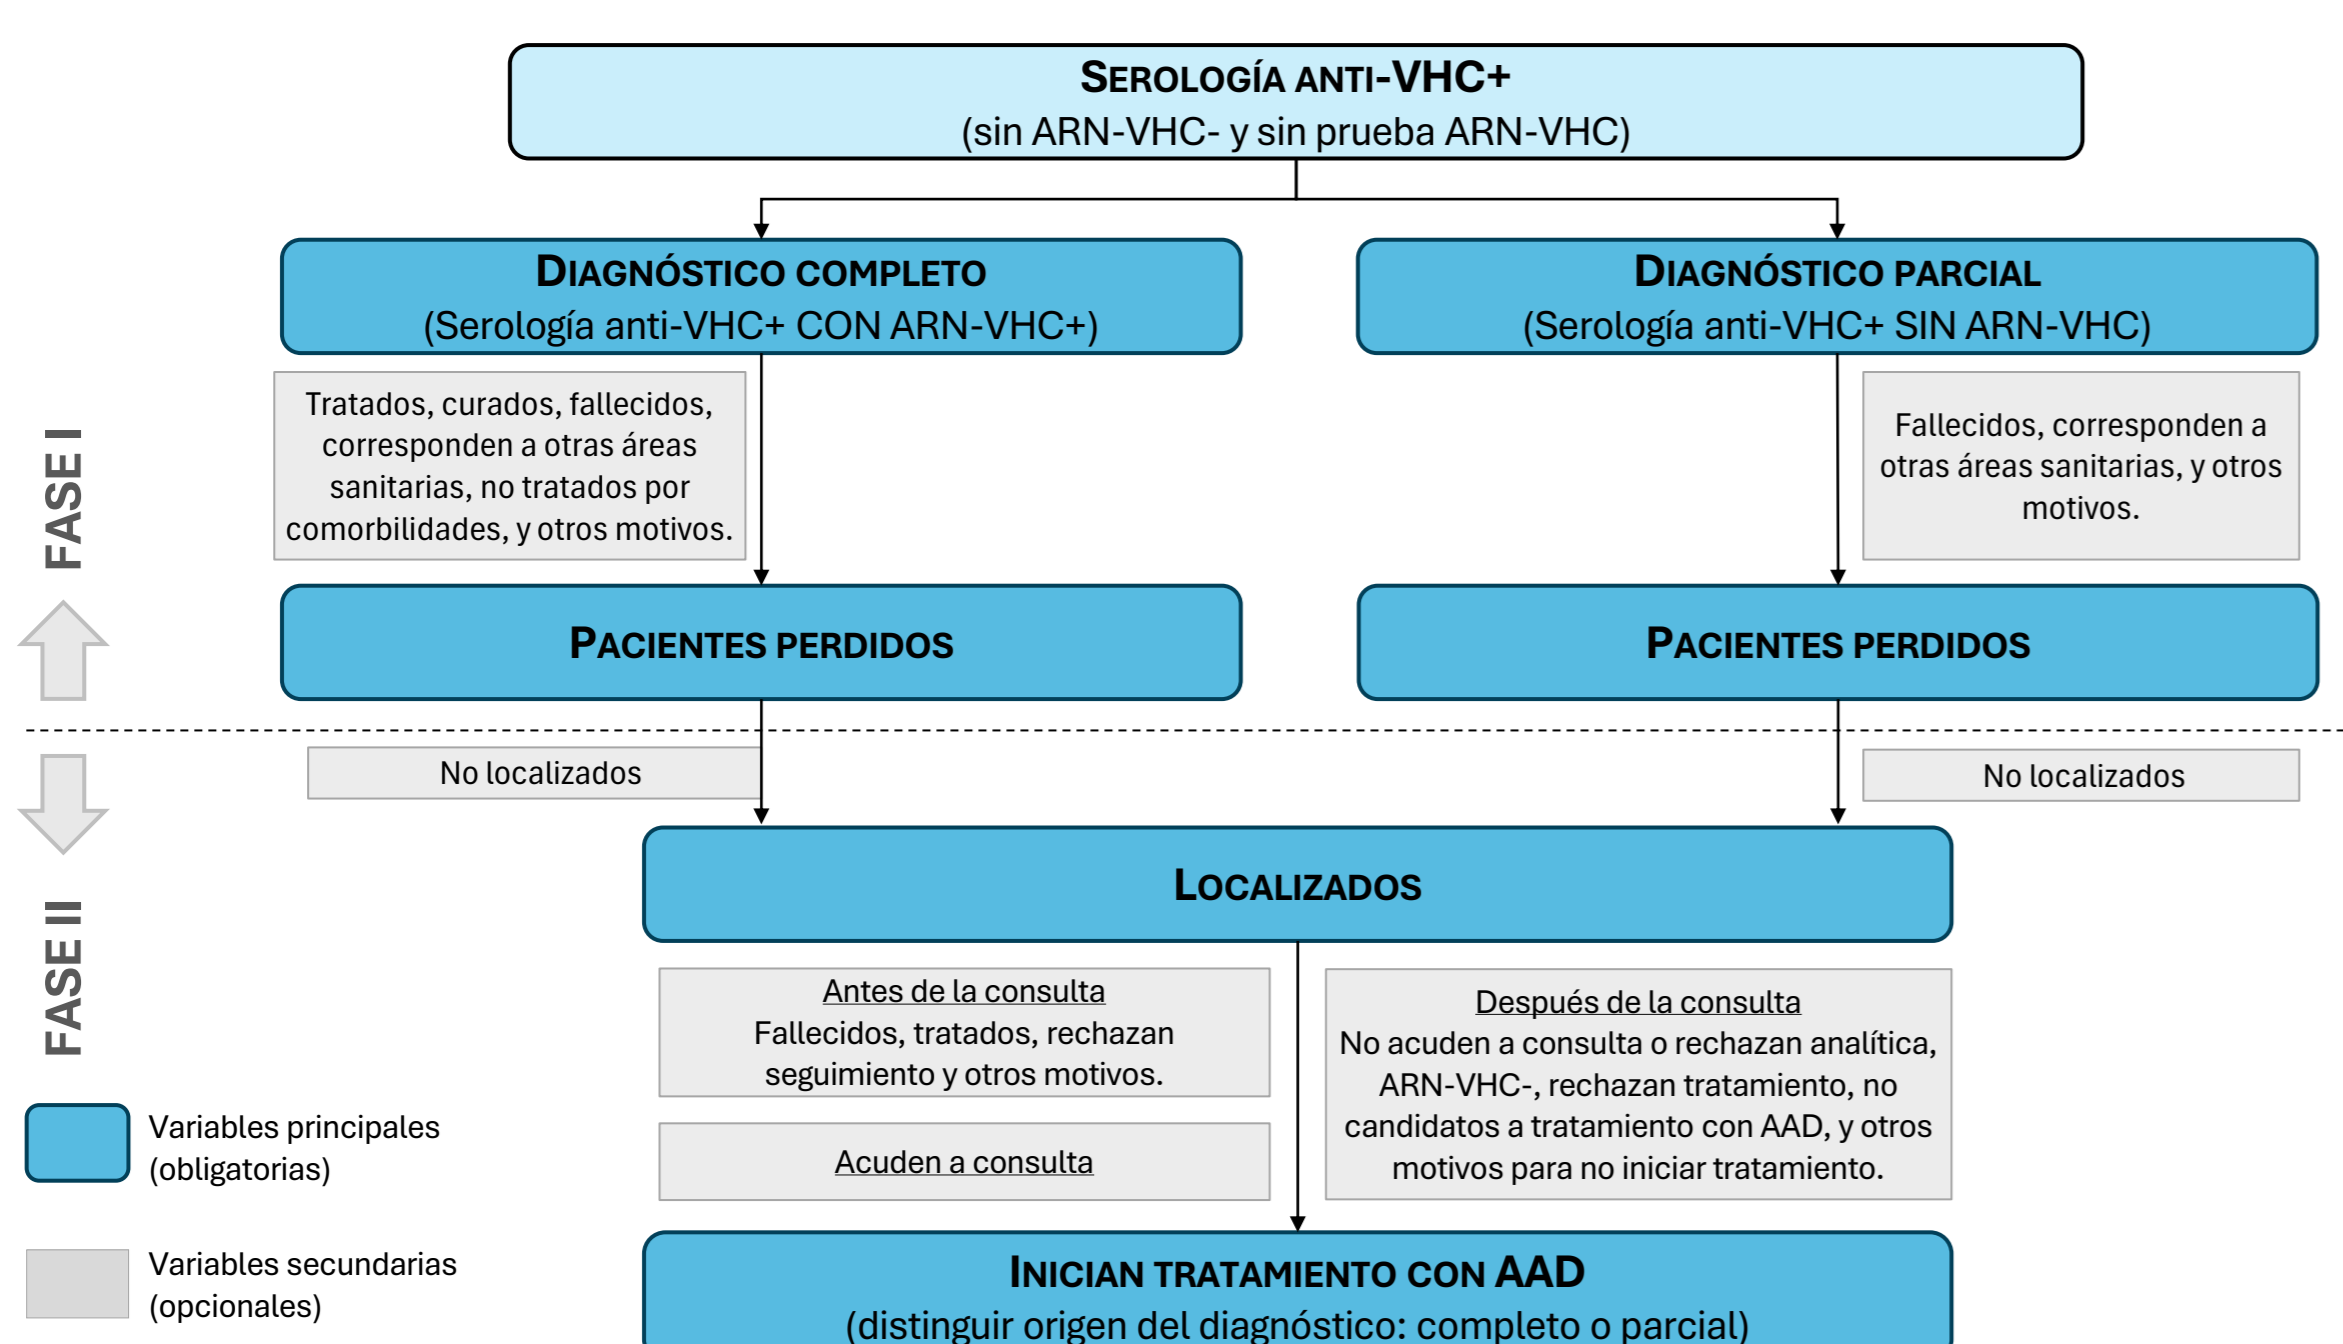 SEROLOGÍA ANTI-VHC+
(sin ARN-VHC- y sin prueba ARN-VHC)
DIAGNÓSTICO COMPLETO
(Serología anti-VHC+ CON ARN-VHC+)
DIAGNÓSTICO PARCIAL
(Serología anti-VHC+ SIN ARN-VHC)
FASE I
Tratados, curados, fallecidos,
corresponden a otras áreas
sanitarias, no tratados por
comorbilidades, y otros motivos.
Fallecidos, corresponden a
otras áreas sanitarias, y otros
motivos.
PACIENTES PERDIDOS
PACIENTES PERDIDOS
No localizados
No localizados
FASE II
LOCALIZADOS
Antes de la consulta
Fallecidos, tratados, rechazan
seguimiento y otros motivos.
Acuden a consulta
Después de la consulta
No acuden a consulta o rechazan analítica,
ARN-VHC-, rechazan tratamiento, no
candidatos a tratamiento con AAD, y otros
motivos para no iniciar tratamiento.
INICIAN TRATAMIENTO CON AAD
(distinguir origen del diagnóstico: completo o parcial)
Variables principales
(obligatorias)
Variables secundarias
(opcionales)